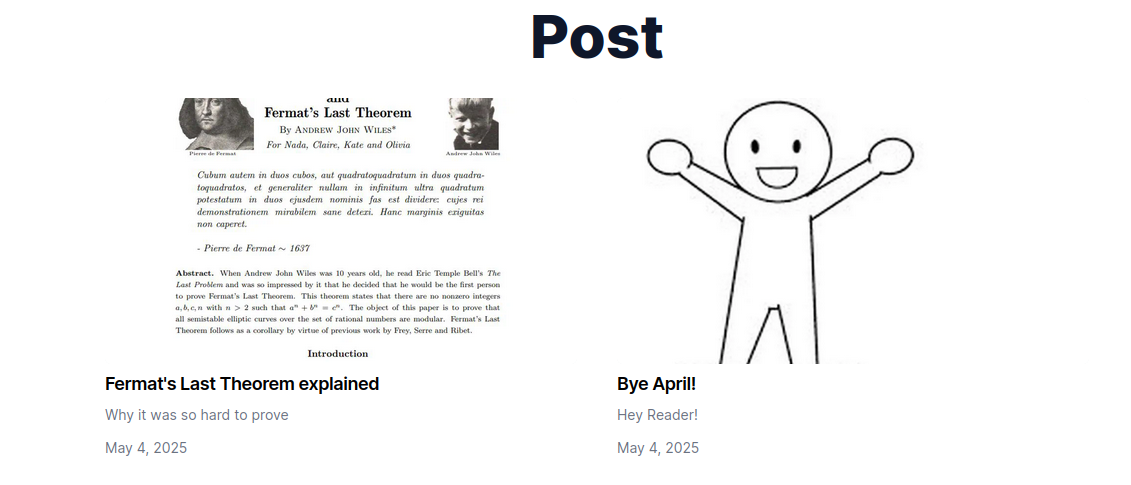 Post
and
Fermat's Last Theorem
By Andrew John Wiles*
For Nada, Claire, Kate and Olivia
Pierre de Fermat
Andrew John Wiles
Cubum autem in duos cubos, aut quadratoquadratum in duos quadra-
toquadratos, et generaliter nullam in infinitum ultra quadratum
potestatum in duos ejusdem nominis fas est dividere: cujes rei
demonstrationem mirabilem sane detexi. Hanc marginis exiguitas
non caperet.
- Pierre de Fermat ∼ 1637
Abstract. When Andrew John Wiles was 10 years old, he read Eric Temple Bell's The
Last Problem and was so impressed by it that he decided that he would be the first person
to prove Fermat's Last Theorem. This theorem states that there are no nonzero integers
a, b, c, n with n > 2 such that aⁿ + bⁿ = cⁿ. The object of this paper is to prove that
all semistable elliptic curves over the set of rational numbers are modular. Fermat's Last
Theorem follows as a corollary by virtue of previous work by Frey, Serre and Ribet.
Introduction
Fermat's Last Theorem explained
Why it was so hard to prove
May 4, 2025
Bye April!
Hey Reader!
May 4, 2025